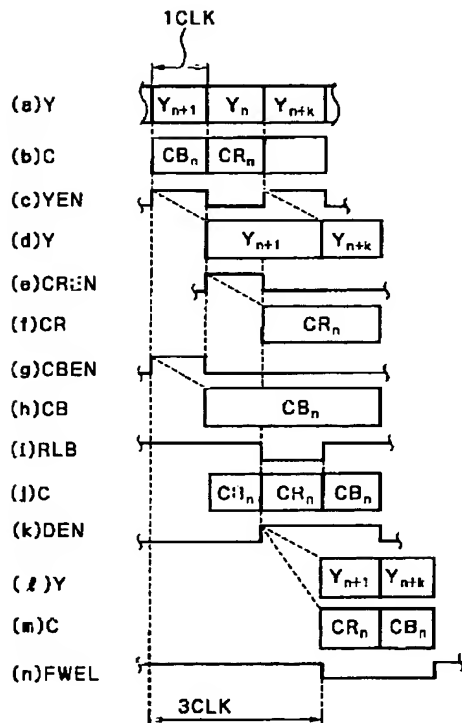 1CLK
(a)Y Yn+1 Yn Yn+k
(b)C CBn CRn
(c)YEN
(d)Y Yn+1 Yn+k
(e)CREN
(f)CR CRn
(g)CBEN
(h)CB CBn
(i)RLB
(j)C CBn CRn CBn
(k)DEN
(ℓ)Y Yn+1 Yn+k
(m)C CRn CBn
(n)FWEL
3CLK